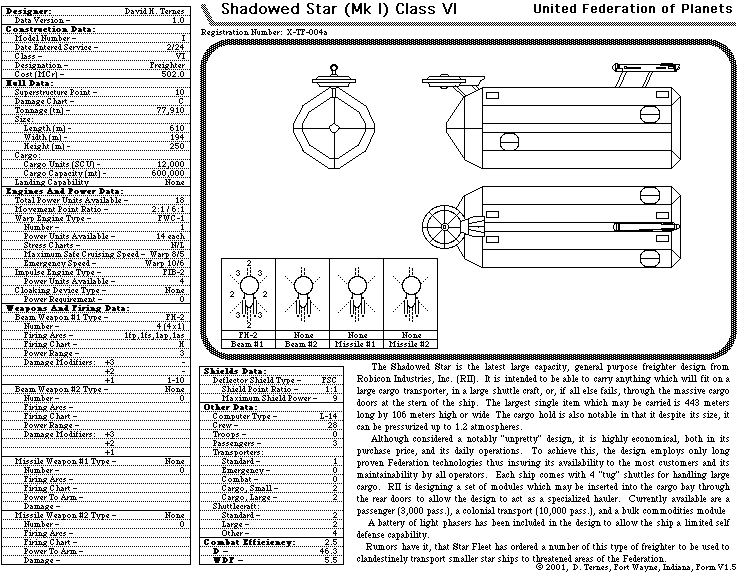 Shadowed Star (Mk I) Class VI
United Federation of Planets
Registration Number: X-TF-004a
Designer: David H. Ternes
Data Version - 1.0
Construction Data:
Model Number - I
Date Entered Service - 2/24
Class - VI
Designation - Freighter
Cost (MCr) - 502.0
Hull Data:
Superstructure Point - 10
Damage Chart - C
Tonnage (tn) - 77,910
Size:
Length (m) - 610
Width (m) - 194
Height (m) - 250
Cargo:
Cargo Units (SCU) - 12,000
Cargo Capacity (mt) - 600,000
Landing Capability None
Engines And Power Data:
Total Power Units Available - 18
Movement Point Ratio - 2:1 / 6:1
Warp Engine Type - FWC-1
Number - 1
Power Units Available - 14 each
Stress Charts - N/L
Maximum Safe Cruising Speed - Warp 8/5
Emergency Speed - Warp 10/6
Impulse Engine Type - FIB-2
Power Units Available - 4
Cloaking Device Type - None
Power Requirement - 0
Weapons And Firing Data:
Beam Weapon #1 Type - FH-2
Number - 4 (4x1)
Firing Arcs - 1fp,1fs,1ap,1as
Firing Chart - H
Power Range - 3
Damage Modifiers: +3 -
+2 -
+1 1-10
Beam Weapon #2 Type - None
Number - 0
Firing Arcs -
Firing Chart -
Power Range -
Damage Modifiers: +3
+2
+1
Missile Weapon #1 Type - None
Number - 0
Firing Arcs -
Firing Chart -
Power To Arm -
Damage -
Missile Weapon #2 Type - None
Number - 0
Firing Arcs -
Firing Chart -
Power To Arm -
Damage -
2
3 3
2 2
3 3
2
FH-2 None None None
Beam #1 Beam #2 Missile #1 Missile #2
Shields Data:
Deflector Shield Type - FSC
Shield Point Ratio - 1:1
Maximum Shield Power - 9
Other Data:
Computer Type - L-14
Crew - 28
Troops - 0
Passengers - 3
Transporters:
Standard - 1
Emergency - 0
Combat - 0
Cargo, Small - 2
Cargo, Large - 2
Shuttlecraft:
Standard - 2
Large - 2
Other - 4
Combat Efficiency: 2.5
D - 46.3
WDF - 5.5
The Shadowed Star is the latest large capacity, general purpose freighter design from
Robicon Industries, Inc. (RII). It is intended to be able to carry anything which will fit on
a large cargo transporter, in a large shuttle craft, or, if all else fails, through the massive cargo
doors at the stern of the ship. The largest single item which may be carried is 443 meters
long by 106 meters high or wide. The cargo hold is also notable in that it despite its size, it
can be pressurized up to 1.2 atmospheres.
Although considered a notably "unpretty" design, it is highly economical, both in its
purchase price, and its daily operations. To achieve this, the design employs only long
proven Federation technologies thus insuring its availability to the most customers and its
maintainability by all operators. Each ship comes with 4 "tug" shuttles for handling large
cargo. RII is designing a set of modules which may be inserted into the cargo bay through
the rear doors to allow the design to act as a specialized hauler. Currently available are a
passenger (3,000 pass.), a colonial transport (10,000 pass.), and a bulk commodities module
A battery of light phasers has been included in the design to allow the ship a limited self
defense capability.
Rumors have it, that Star Fleet has ordered a number of this type of freighter to be used to
clandestinely transport smaller star ships to threatened areas of the Federation.
© 2001, D. Ternes, Fort Wayne, Indiana, Form V1.5